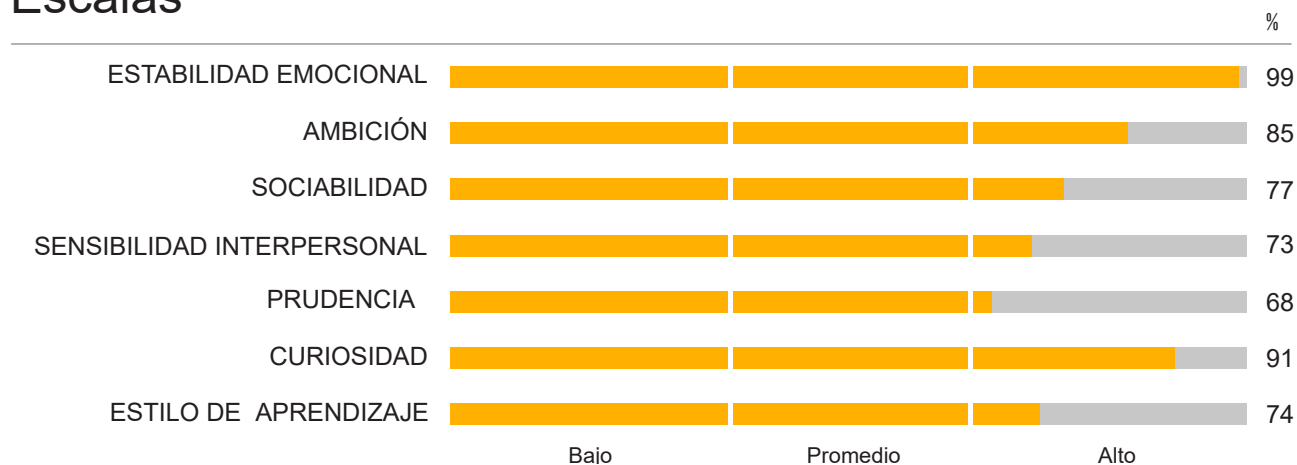 Escalas
%
ESTABILIDAD EMOCIONAL 99
AMBICIÓN 85
SOCIABILIDAD 77
SENSIBILIDAD INTERPERSONAL 73
PRUDENCIA 68
CURIOSIDAD 91
ESTILO DE APRENDIZAJE 74
Bajo Promedio Alto